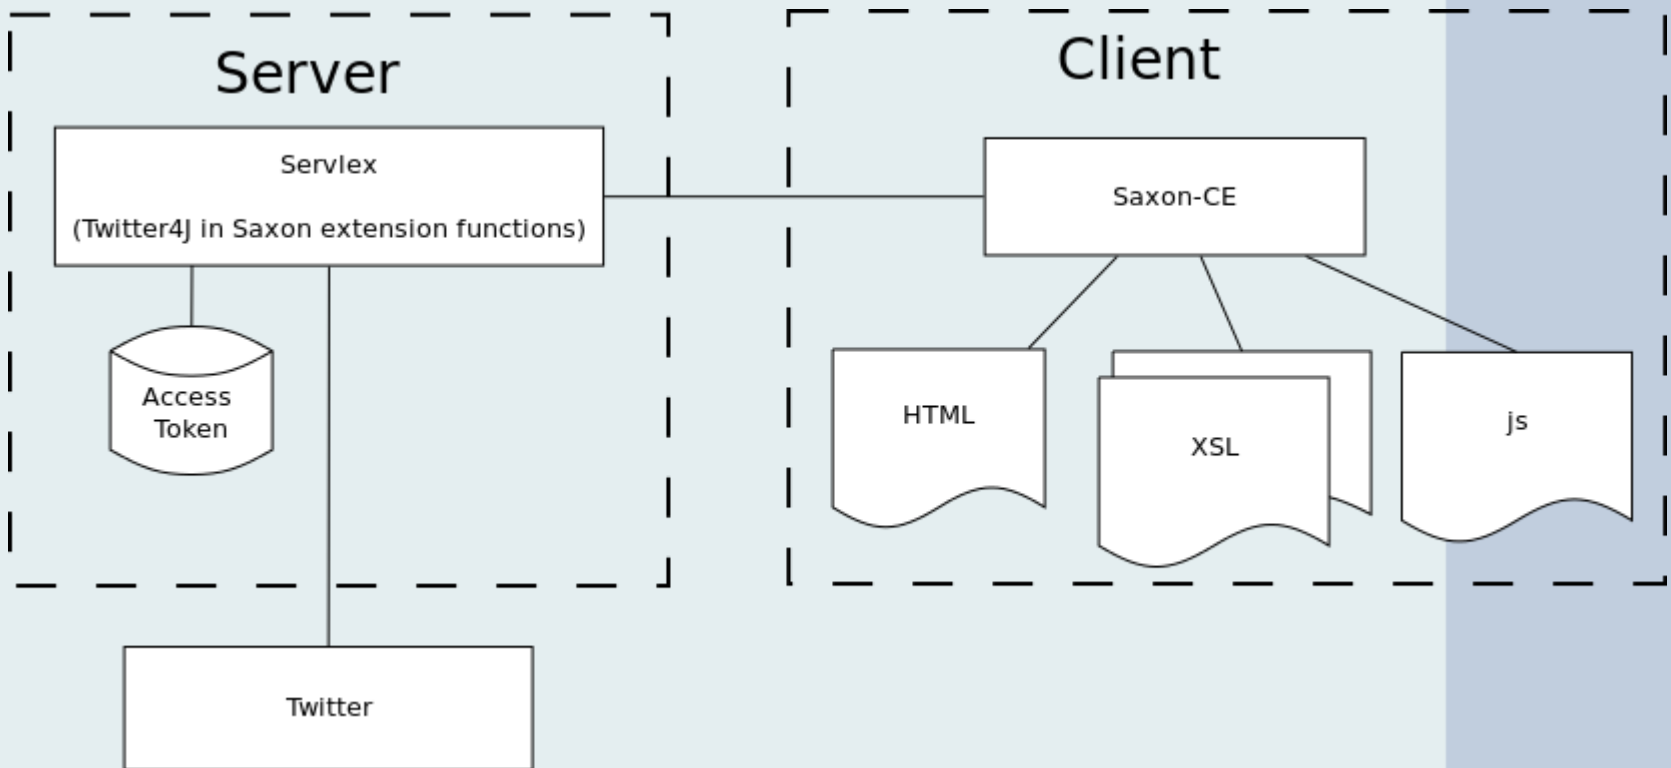 Server
Servlex
(Twitter4J in Saxon extension functions)
Access
Token
Twitter
Client
Saxon-CE
HTML
XSL
js